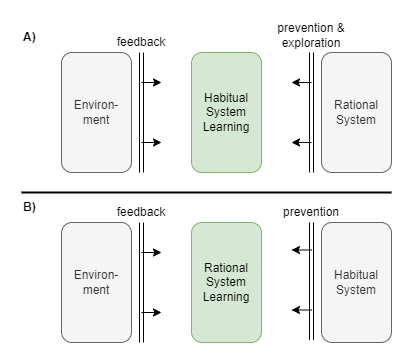 A)
feedback
prevention &
exploration
Environ-
ment
Habitual
System
Learning
Rational
System
B)
feedback
prevention
Environ-
ment
Rational
System
Learning
Habitual
System